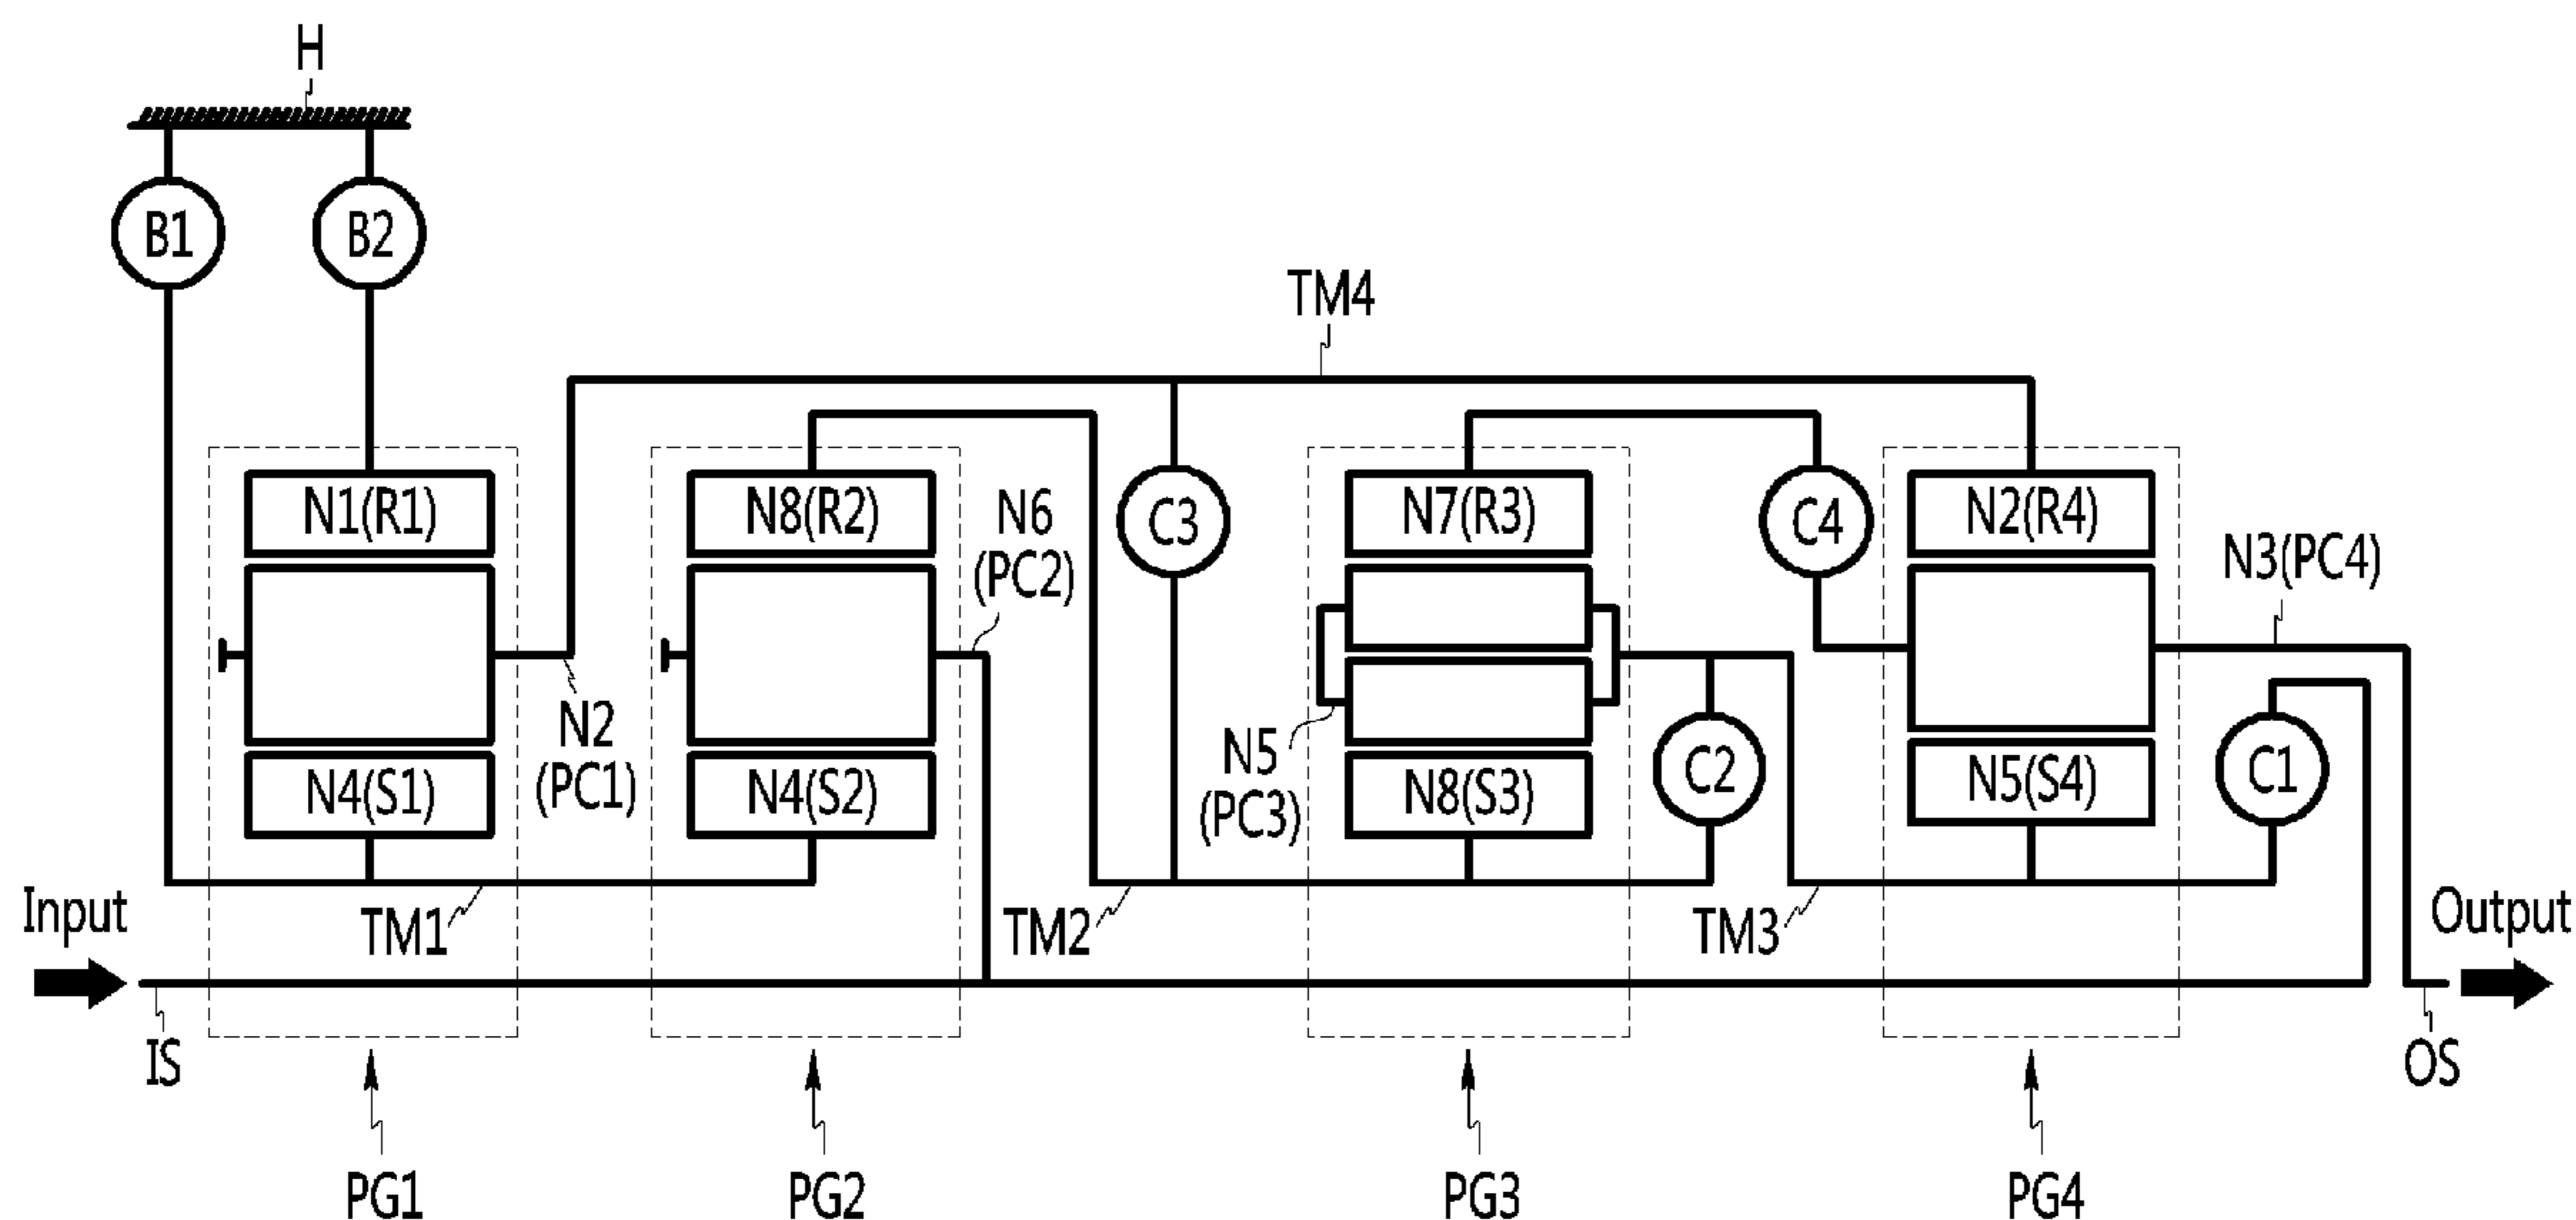 H
B1
B2
TM4
N1(R1)
N8(R2)
N6
(PC2)
C3
N7(R3)
C4
N2(R4)
N3(PC4)
N2
(PC1)
N5
(PC3)
C2
C1
N4(S1)
N4(S2)
N8(S3)
N5(S4)
Input
TM1
TM2
TM3
Output
IS
OS
PG1
PG2
PG3
PG4